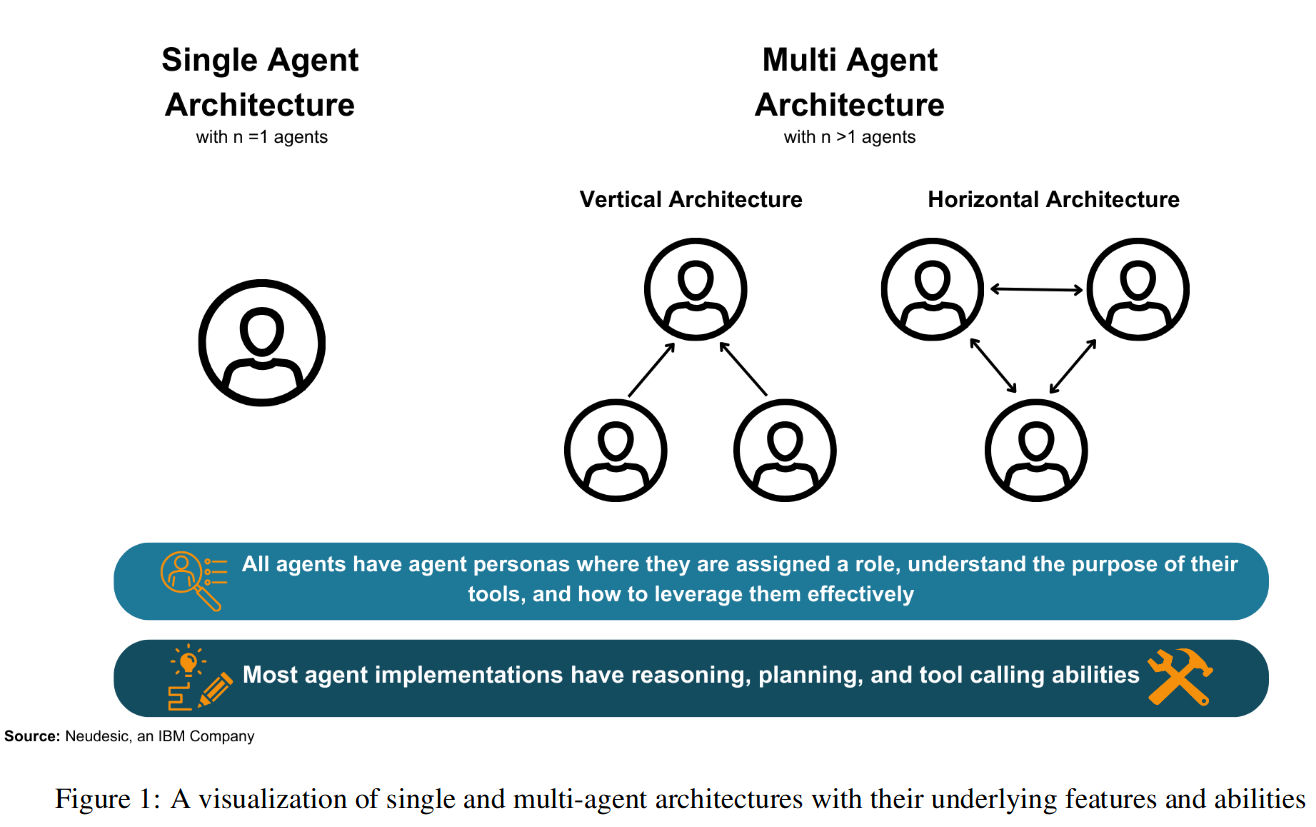 Single Agent
Architecture
with n =1 agents
Multi Agent
Architecture
with n >1 agents
Vertical Architecture
Horizontal Architecture
All agents have agent personas where they are assigned a role, understand the purpose of their
tools, and how to leverage them effectively
Most agent implementations have reasoning, planning, and tool calling abilities
Source: Neudesic, an IBM Company
Figure 1: A visualization of single and multi-agent architectures with their underlying features and abilities